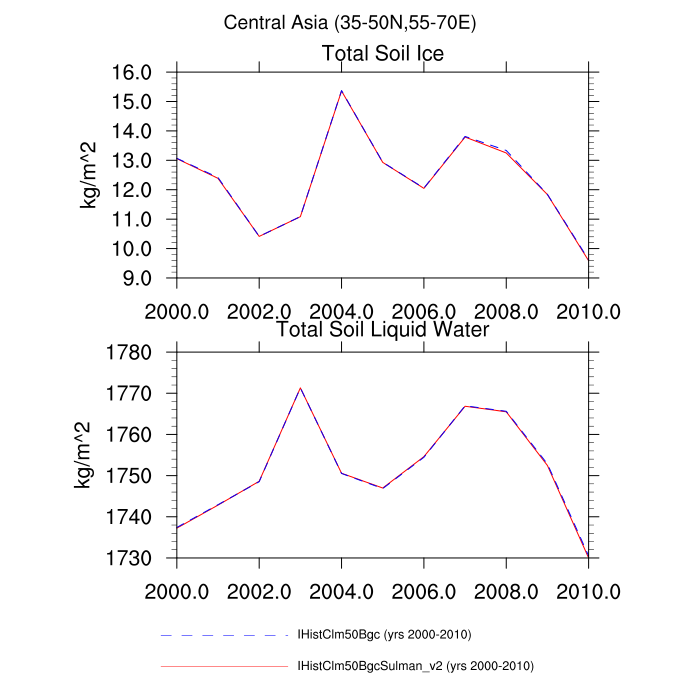 Central Asia (35-50N,55-70E)
Total Soil Ice
16.0
15.0
14.0
13.0
12.0
11.0
10.0
9.0
kg/m^2
2000.0 2002.0 2004.0 2006.0 2008.0 2010.0
Total Soil Liquid Water
1780
1770
1760
1750
1740
1730
kg/m^2
2000.0 2002.0 2004.0 2006.0 2008.0 2010.0
IHistClm50Bgc (yrs 2000-2010)
IHistClm50BgcSulman_v2 (yrs 2000-2010)